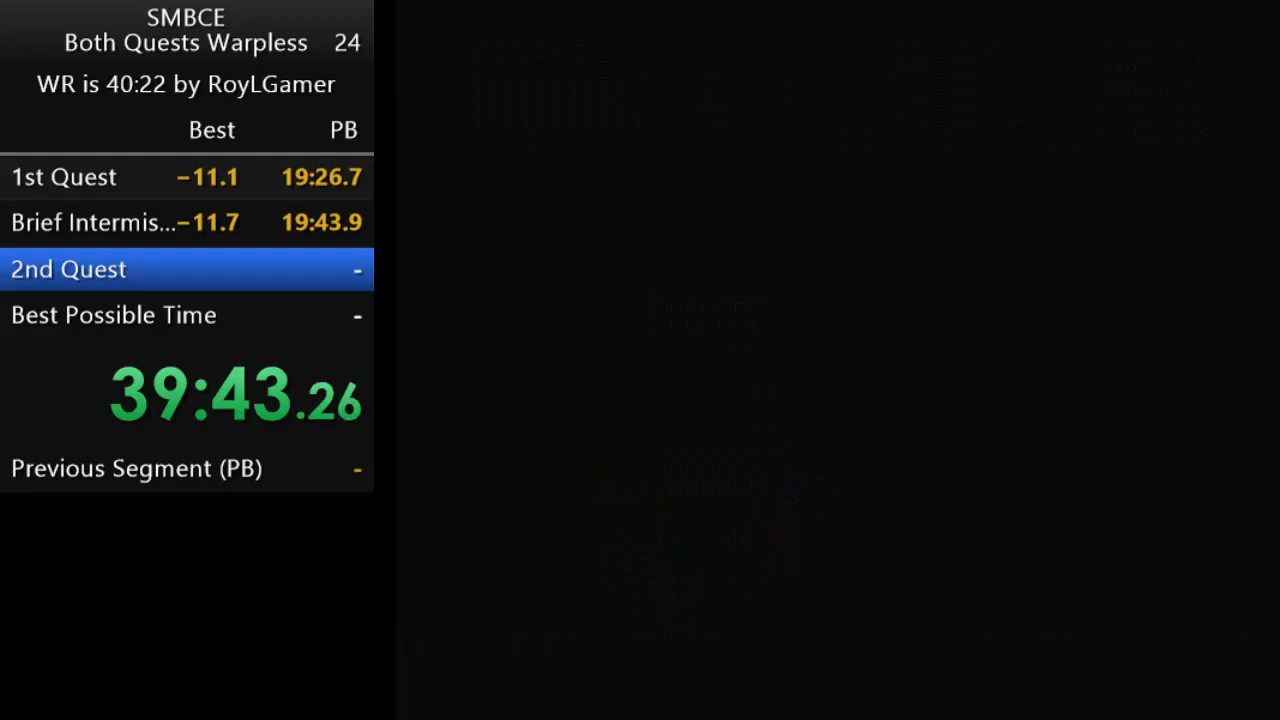 SMBCE
Both Quests Warpless 24
WR is 40:22 by RoyLGamer
Best PB
1st Quest −11.1 19:26.7
Brief Intermis... −11.7 19:43.9
2nd Quest -
Best Possible Time -
39:43.26
Previous Segment (PB) -